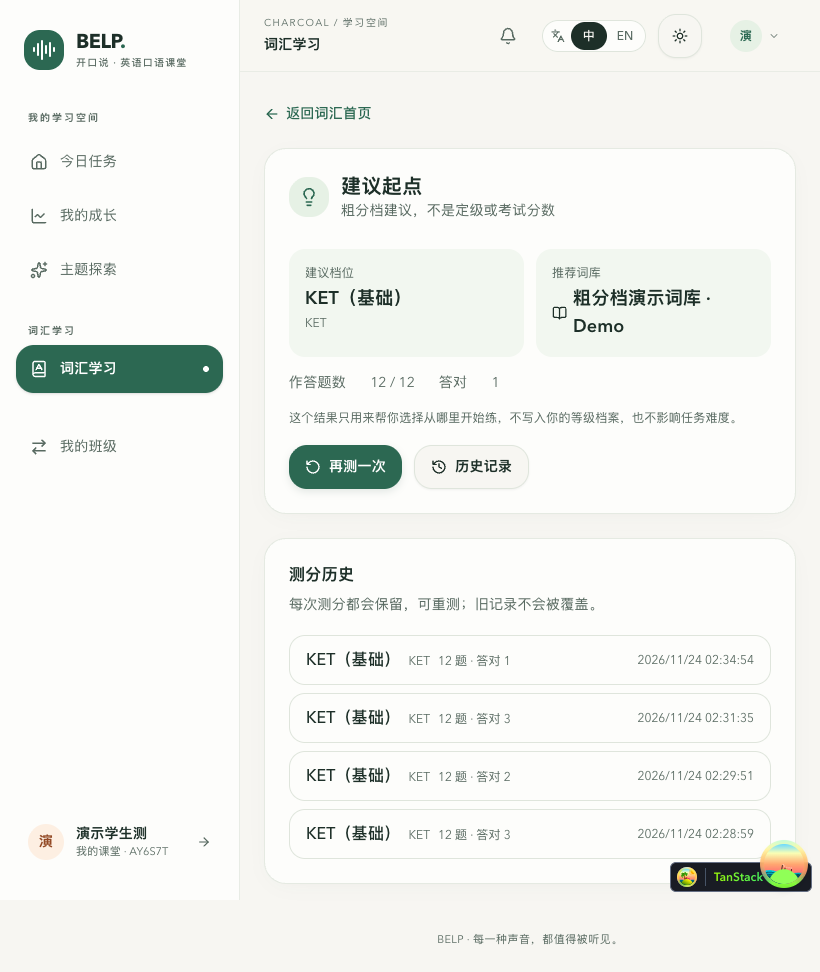 BELP.
开口说 · 英语口语课堂
我的学习空间
今日任务
我的成长
主题探索
词汇学习
词汇学习
我的班级
演
演示学生测
我的课堂 · AY6S7T
CHARCOAL / 学习空间
词汇学习
中
EN
演
返回词汇首页
建议起点
粗分档建议，不是定级或考试分数
建议档位
KET（基础）
KET
推荐词库
粗分档演示词库 ·
Demo
作答题数 12 / 12 答对 1
这个结果只用来帮你选择从哪里开始练，不写入你的等级档案，也不影响任务难度。
再测一次
历史记录
测分历史
每次测分都会保留，可重测；旧记录不会被覆盖。
KET（基础） KET 12 题 · 答对 1 2026/11/24 02:34:54
KET（基础） KET 12 题 · 答对 3 2026/11/24 02:31:35
KET（基础） KET 12 题 · 答对 2 2026/11/24 02:29:51
KET（基础） KET 12 题 · 答对 3 2026/11/24 02:28:59
TanStack
BELP · 每一种声音，都值得被听见。